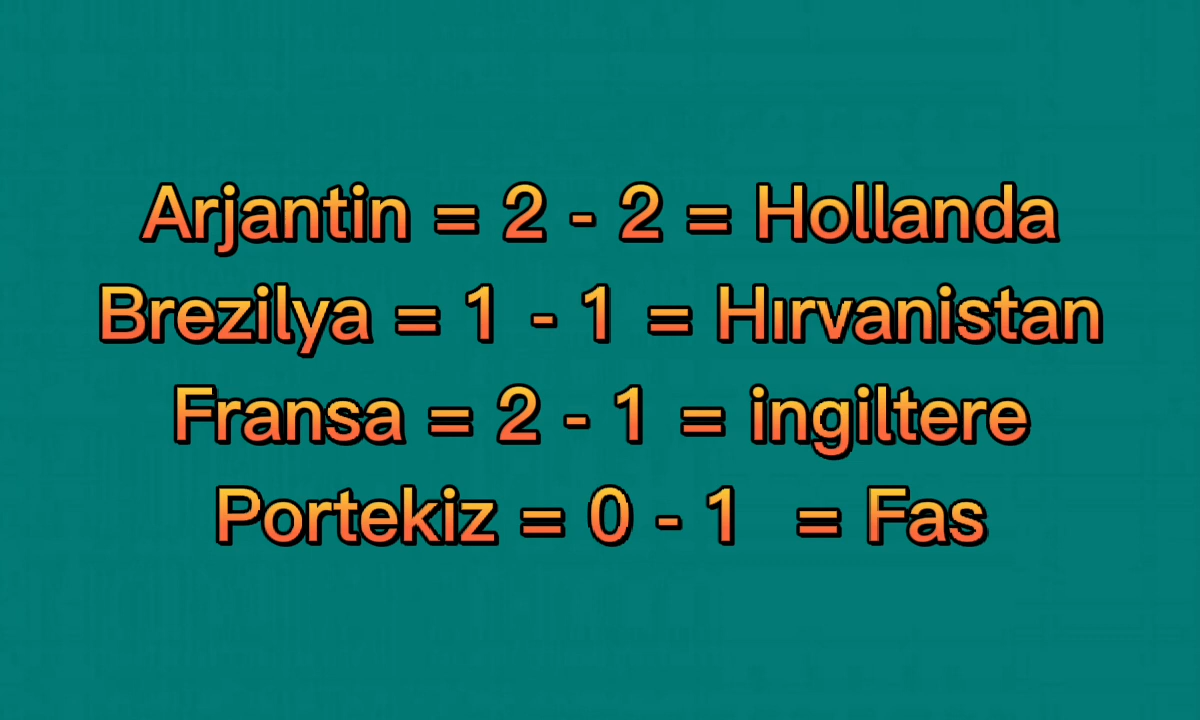 Arjantin = 2 - 2 = Hollanda
Brezilya = 1 - 1 = Hırvanistan
Fransa = 2 - 1 = ingiltere
Portekiz = 0 - 1 = Fas